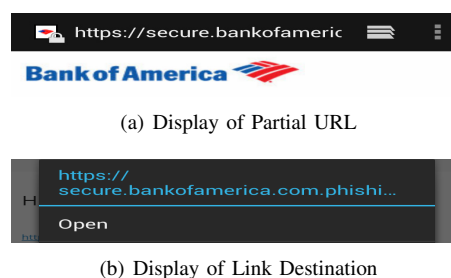 https://secure.bankofameric
Bank of America
(a) Display of Partial URL
https://
secure.bankofamerica.com.phishi...
H
Open
htt
(b) Display of Link Destination